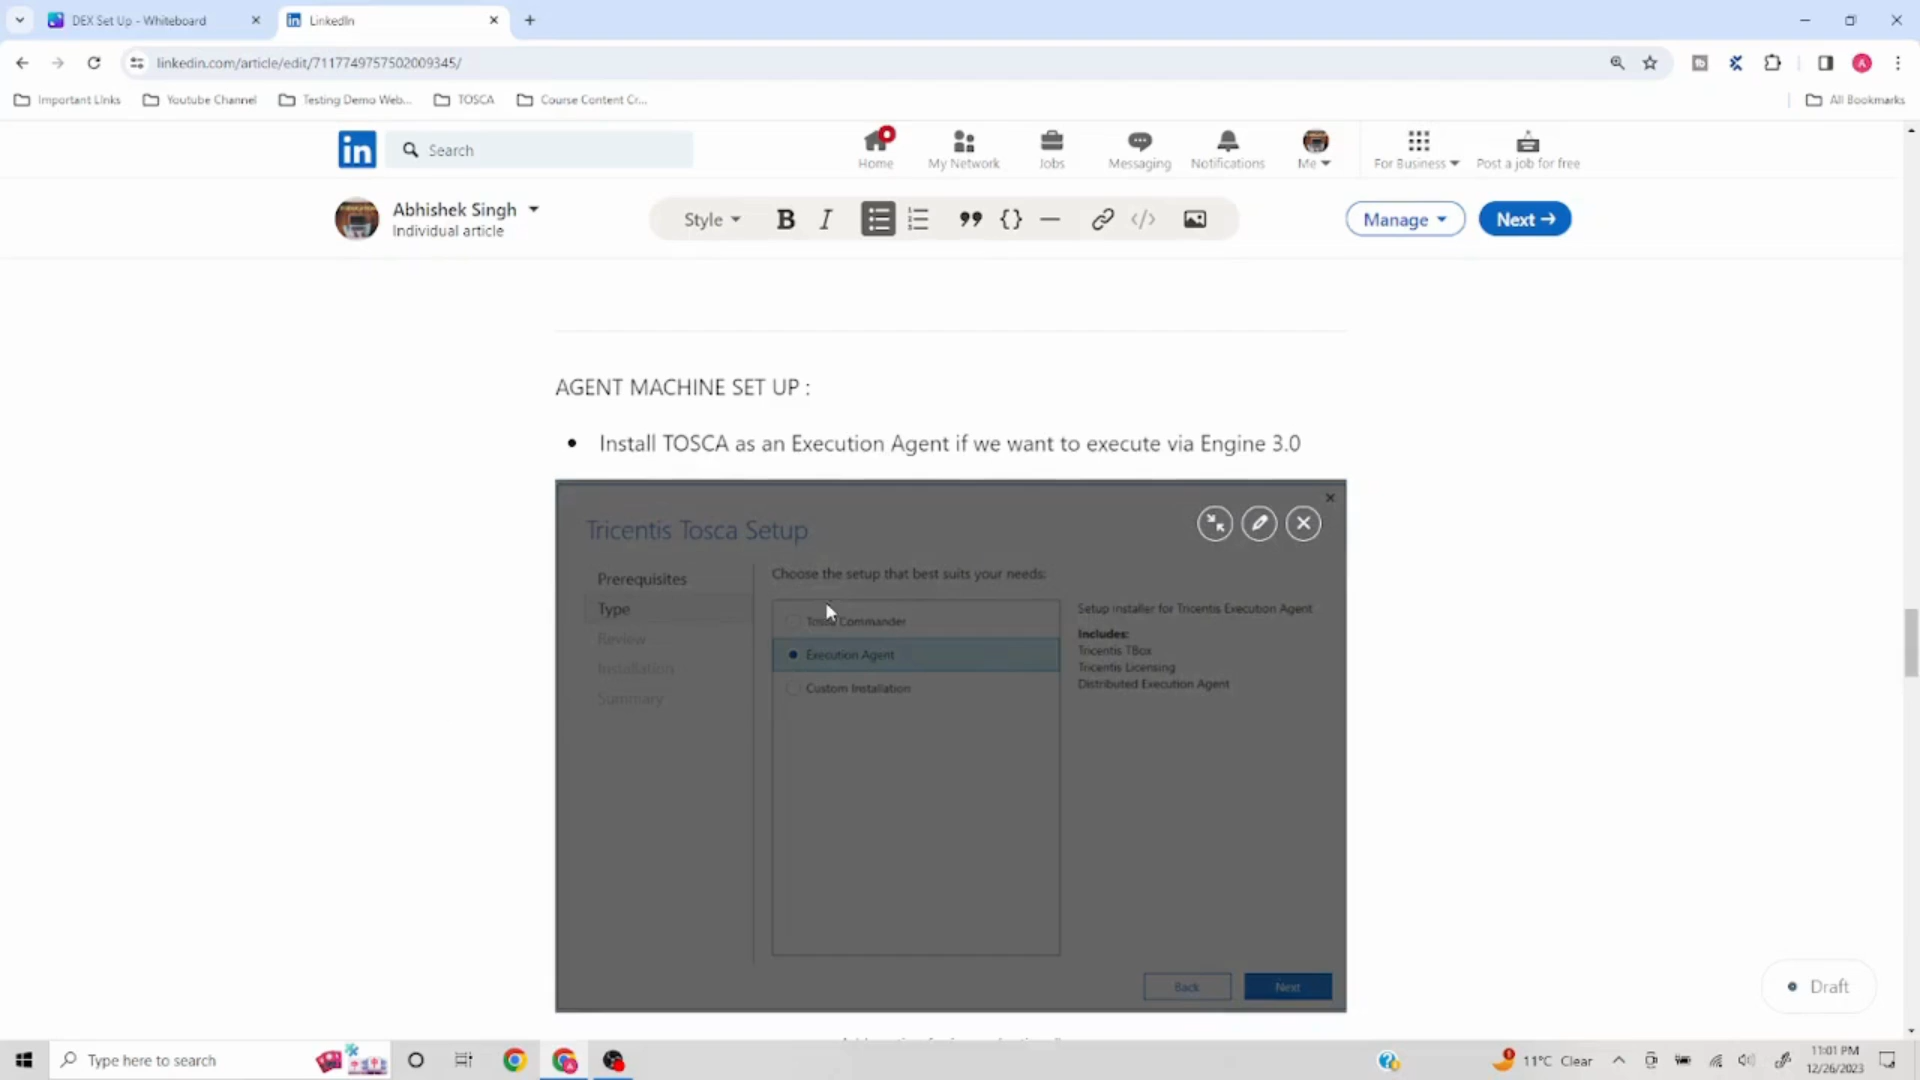 DEX Set Up - Whiteboard
LinkedIn
linkedin.com/article/edit/7117749757502009345/
Important Links
Youtube Channel
Testing Demo Web...
TOSCA
Course Content Cr...
All Bookmarks
Search
Home
My Network
Jobs
Messaging
Notifications
Me
For Business
Post a job for free
Abhishek Singh
Individual article
Style
B
I
Manage
Next →
AGENT MACHINE SET UP :
• Install TOSCA as an Execution Agent if we want to execute via Engine 3.0
Tricentis Tosca Setup
Prerequisites
Type
Review
Installation
Summary
Choose the setup that best suits your needs:
Tosca Commander
Execution Agent
Custom Installation
Setup installer for Tricentis Execution Agent
Includes:
Tricentis TBox
Tricentis Licensing
Distributed Execution Agent
Back
Next
Draft
Type here to search
11°C Clear
11:01 PM
12/26/2023